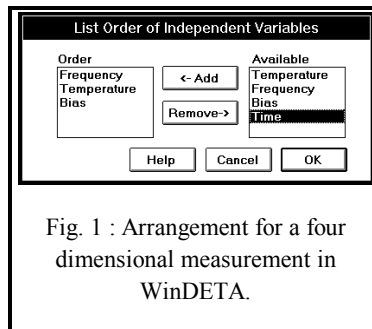 List Order of Independent Variables
Order
Frequency
Temperature
Bias
<- Add
Remove->
Available
Temperature
Frequency
Bias
Time
Help
Cancel
OK
Fig. 1 : Arrangement for a four
dimensional measurement in
WinDETA.